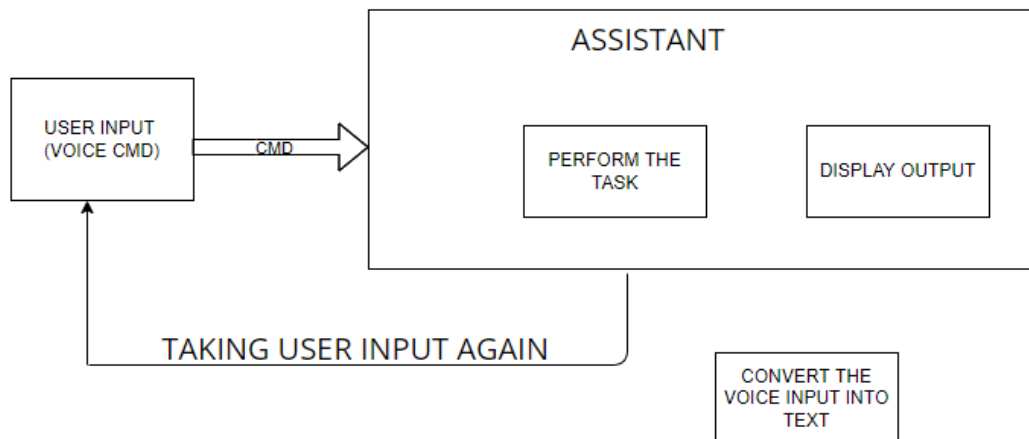 ASSISTANT
USER INPUT
(VOICE CMD)
CMD
PERFORM THE
TASK
DISPLAY OUTPUT
TAKING USER INPUT AGAIN
CONVERT THE
VOICE INPUT INTO
TEXT